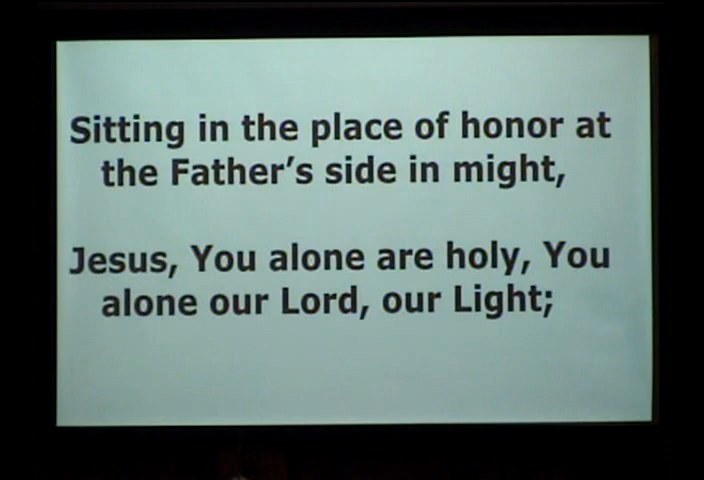 Sitting in the place of honor at
the Father's side in might,
Jesus, You alone are holy, You
alone our Lord, our Light;